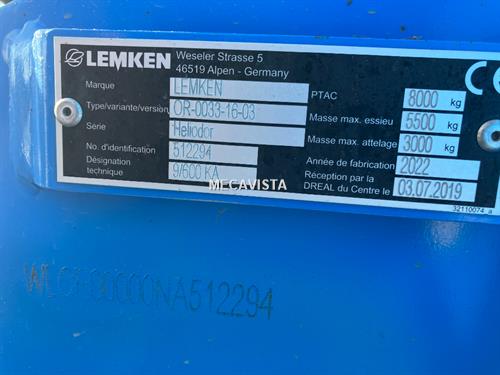 LEMKEN
Weseler Strasse 5
46519 Alpen - Germany
CE
Marque LEMKEN
Type/variante/version OR-0033-16-03
Série Heliodor
No. d'identification 512294
Désignation technique 9/600 KA
PTAC 8000 kg
Masse max. essieu 5500 kg
Masse max. attelage 3000 kg
Année de fabrication 2022
Réception par la DREAL du Centre le 03.07.2019
32110074 a
MECAVISTA